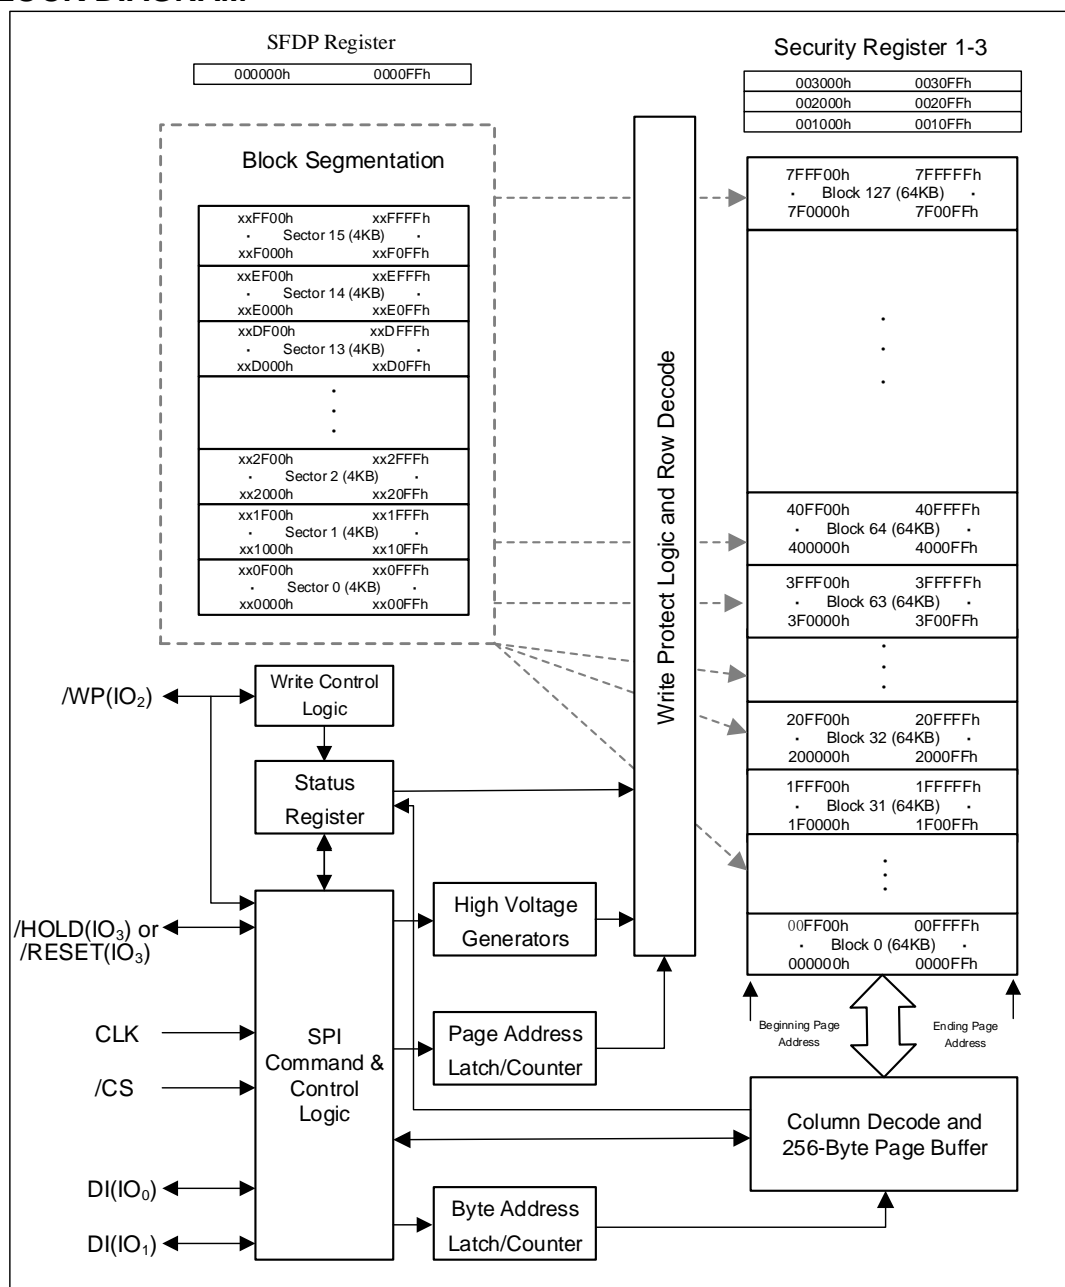 SFDP Register
000000h 0000FFh
Security Register 1-3
003000h 0030FFh
002000h 0020FFh
001000h 0010FFh
Block Segmentation
xxFF00h xxFFFFh
· Sector 15 (4KB) ·
xxF000h xxF0FFh
xxEF00h xxEFFFh
· Sector 14 (4KB) ·
xxE000h xxE0FFh
xxDF00h xxDFFFh
· Sector 13 (4KB) ·
xxD000h xxD0FFh
xx2F00h xx2FFFh
· Sector 2 (4KB) ·
xx2000h xx20FFh
xx1F00h xx1FFFh
· Sector 1 (4KB) ·
xx1000h xx10FFh
xx0F00h xx0FFFh
· Sector 0 (4KB) ·
xx0000h xx00FFh
Write Protect Logic and Row Decode
7FFF00h 7FFFFFh
· Block 127 (64KB) ·
7F0000h 7F00FFh
40FF00h 40FFFFh
· Block 64 (64KB) ·
400000h 4000FFh
3FFF00h 3FFFFFh
· Block 63 (64KB) ·
3F0000h 3F00FFh
20FF00h 20FFFFh
· Block 32 (64KB) ·
200000h 2000FFh
1FFF00h 1FFFFFh
· Block 31 (64KB) ·
1F0000h 1F00FFh
00FF00h 00FFFFh
· Block 0 (64KB) ·
000000h 0000FFh
Beginning Page
Address
Ending Page
Address
/WP(IO₂)
Write Control
Logic
Status
Register
/HOLD(IO₃) or
/RESET(IO₃)
CLK
/CS
DI(IO₀)
DI(IO₁)
SPI
Command &
Control
Logic
High Voltage
Generators
Page Address
Latch/Counter
Byte Address
Latch/Counter
Column Decode and
256-Byte Page Buffer